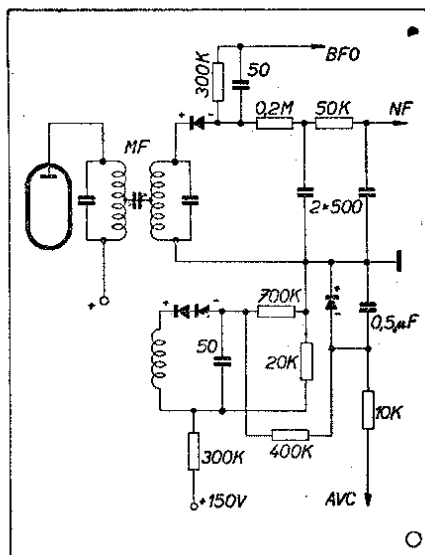 300K
50
BFO
0,2M
50K
NF
MF
2×500
+
-
+
+
-
700K
50
20K
+
-
0,5µF
10K
400K
300K
+150V
AVC